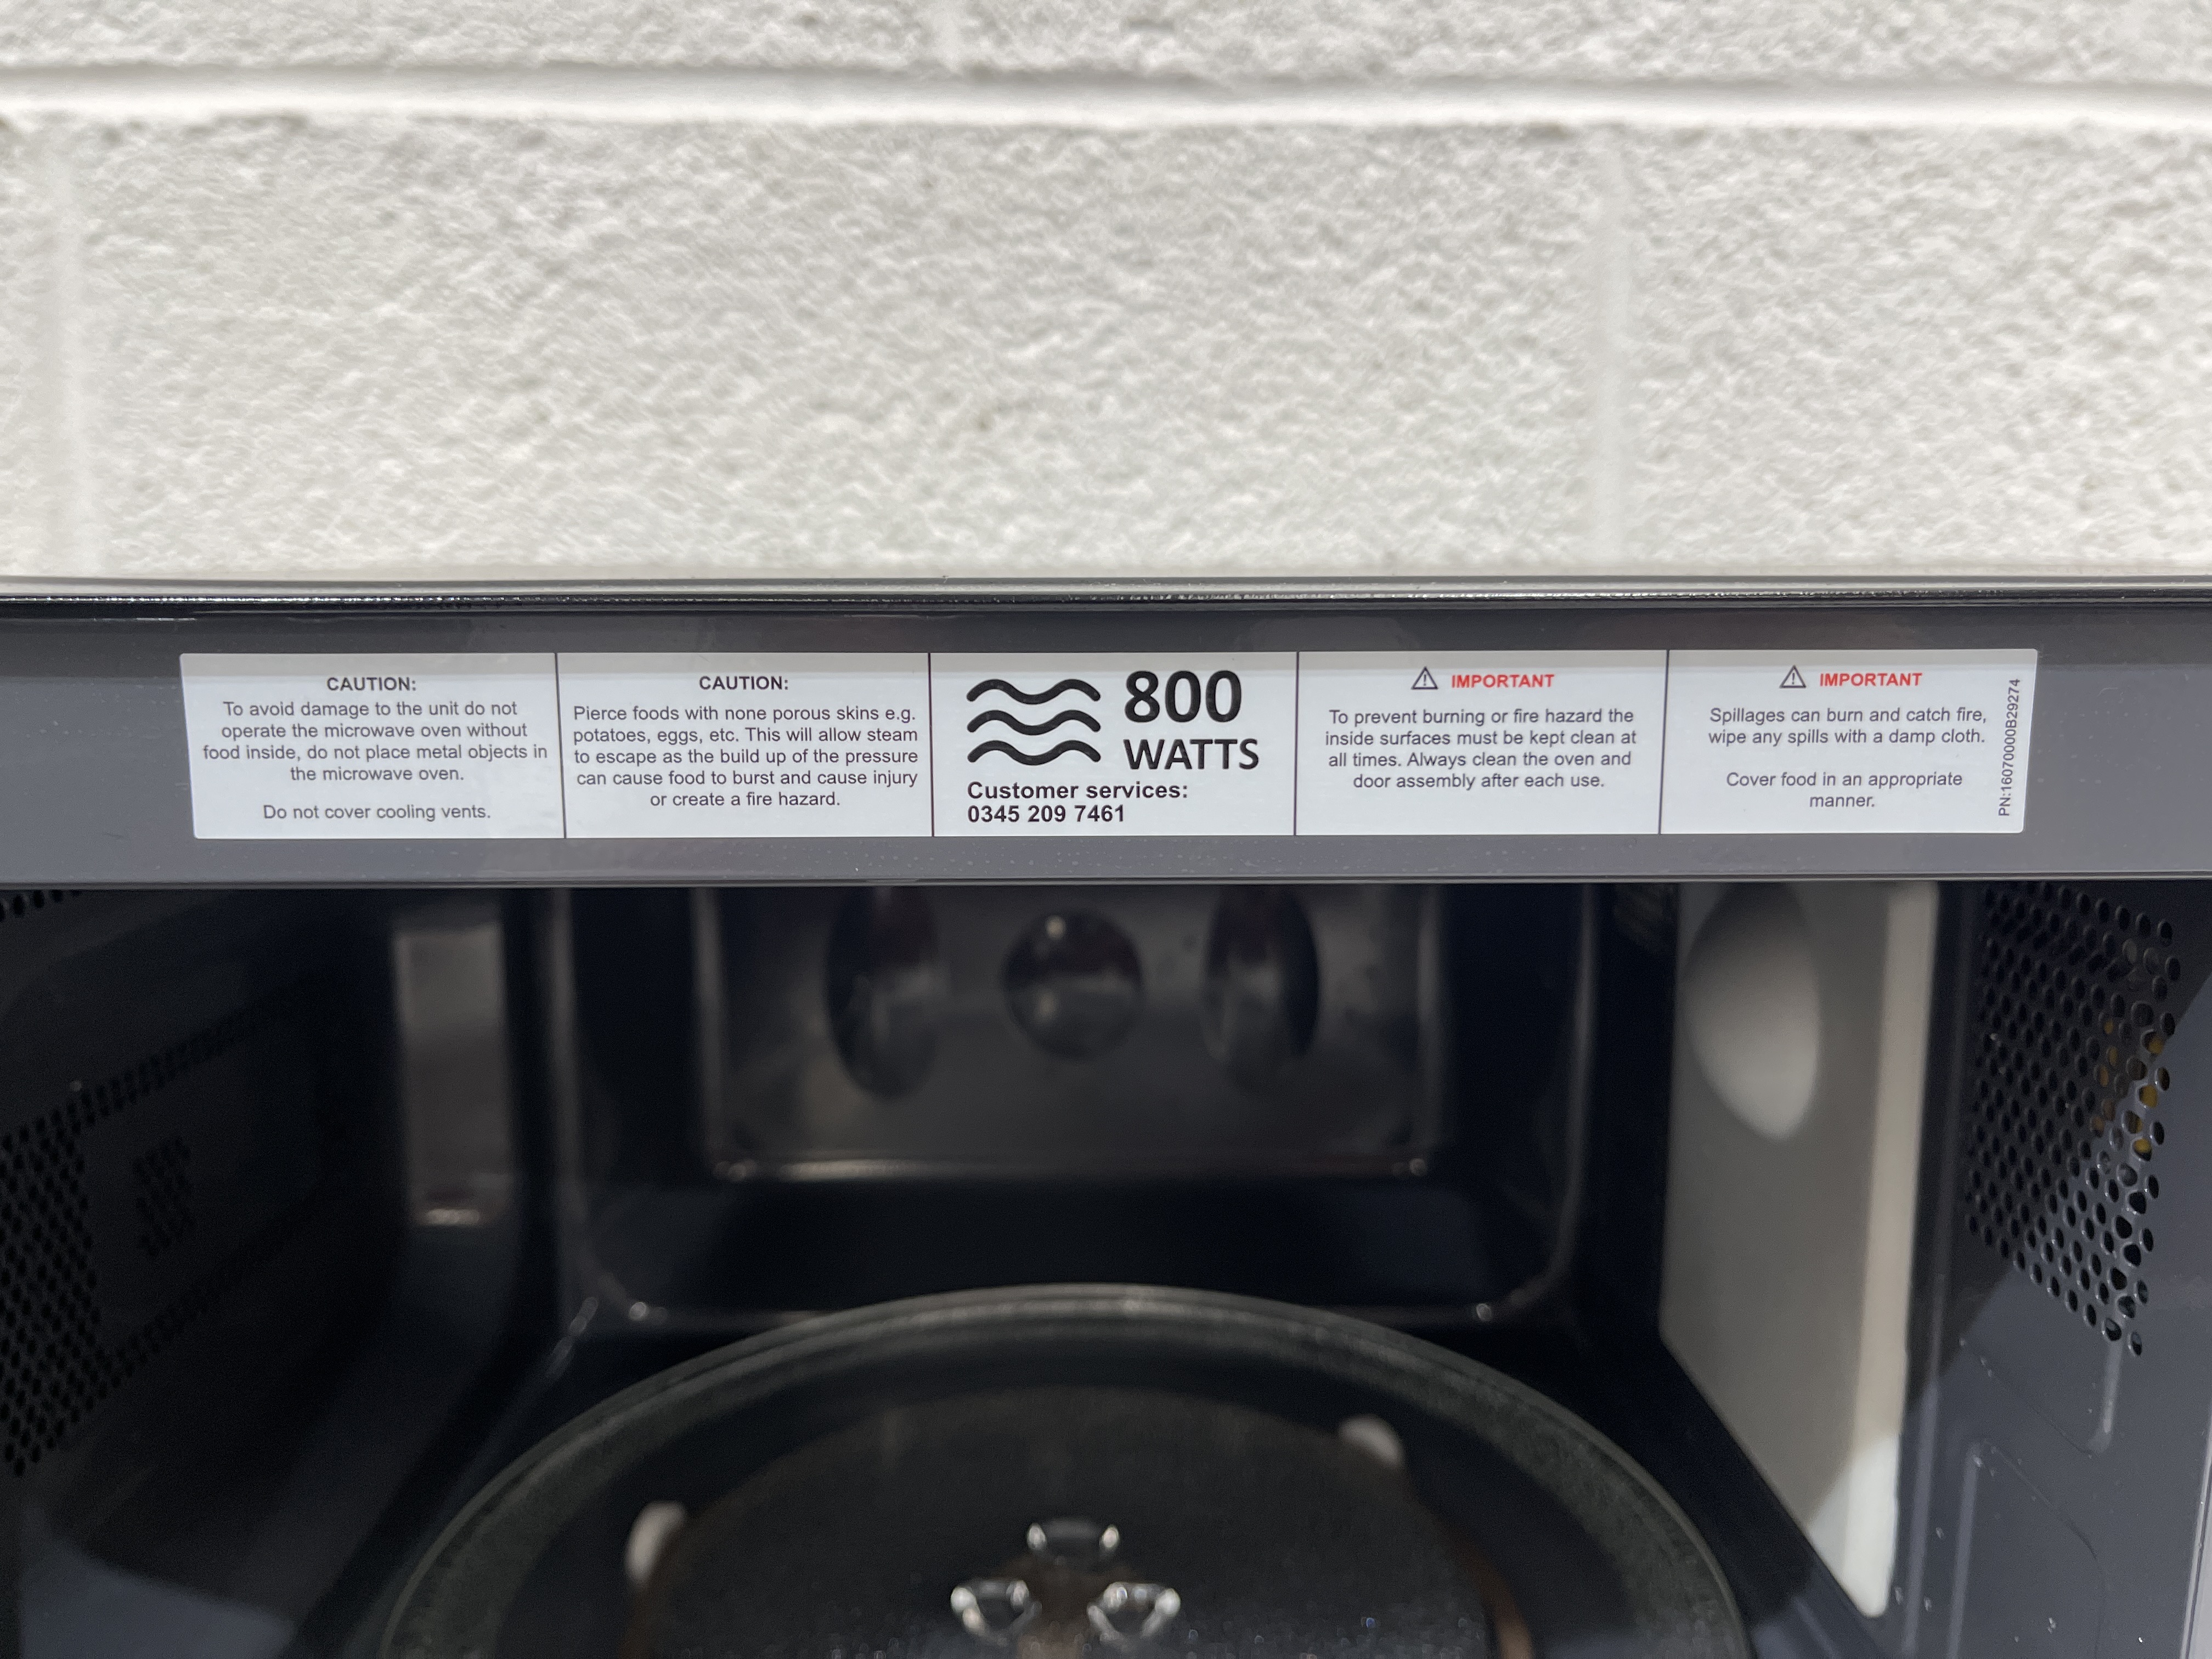 CAUTION:
To avoid damage to the unit do not
operate the microwave oven without
food inside, do not place metal objects in
the microwave oven.
Do not cover cooling vents.
CAUTION:
Pierce foods with none porous skins e.g.
potatoes, eggs, etc. This will allow steam
to escape as the build up of the pressure
can cause food to burst and cause injury
or create a fire hazard.
800
WATTS
Customer services:
0345 209 7461
IMPORTANT
To prevent burning or fire hazard the
inside surfaces must be kept clean at
all times. Always clean the oven and
door assembly after each use.
IMPORTANT
Spillages can burn and catch fire,
wipe any spills with a damp cloth.
Cover food in an appropriate
manner.
PN:16070000B29274